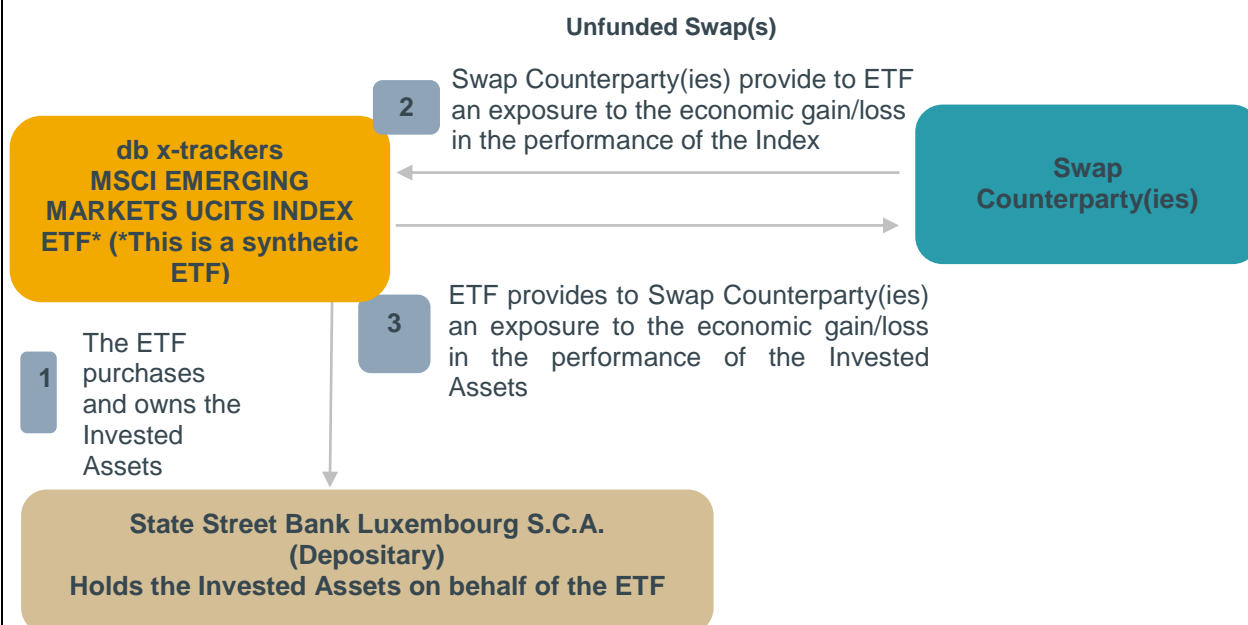 Unfunded Swap(s)
2
Swap Counterparty(ies) provide to ETF
an exposure to the economic gain/loss
in the performance of the Index
db x-trackers
MSCI EMERGING
MARKETS UCITS INDEX
ETF* (*This is a synthetic
ETF)
Swap
Counterparty(ies)
3
ETF provides to Swap Counterparty(ies)
an exposure to the economic gain/loss
in the performance of the Invested
Assets
1
The ETF
purchases
and owns the
Invested
Assets
State Street Bank Luxembourg S.C.A.
(Depositary)
Holds the Invested Assets on behalf of the ETF